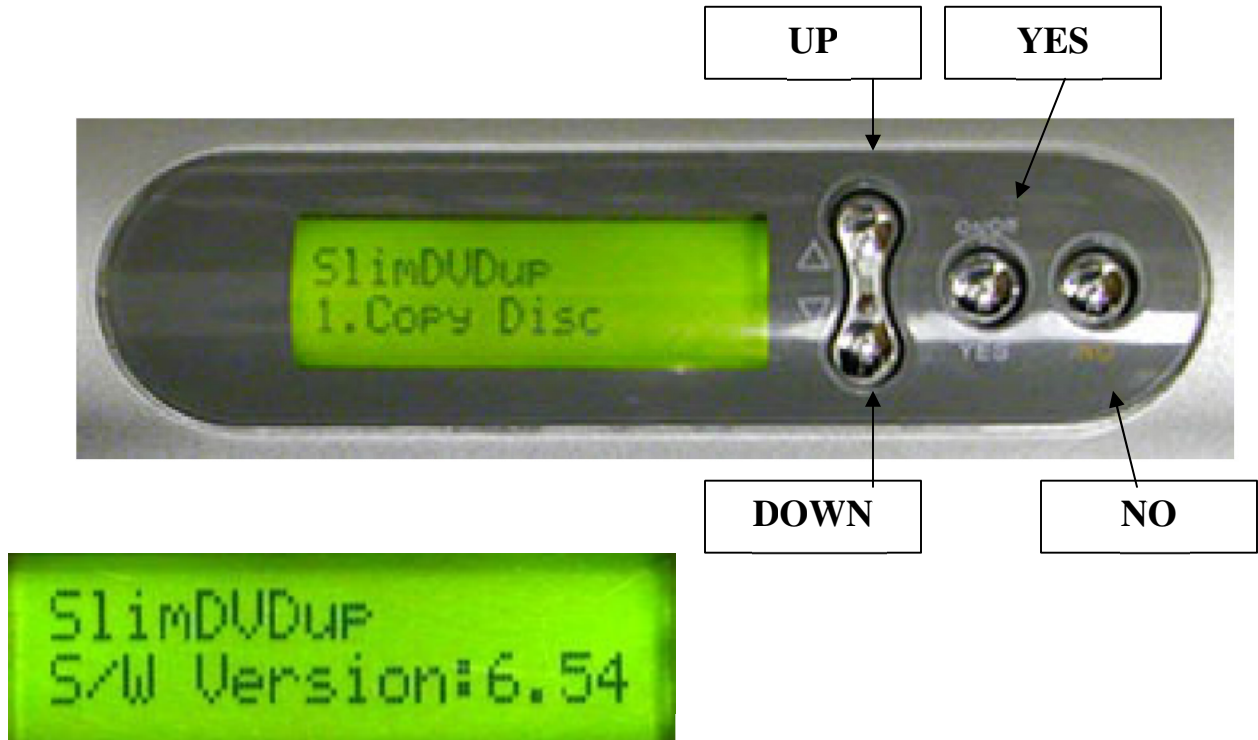 UP
YES
SlimDVDup
1.Copy Disc
ON/Off
YES
NO
DOWN
NO
SlimDVDup
S/W Version:6.54